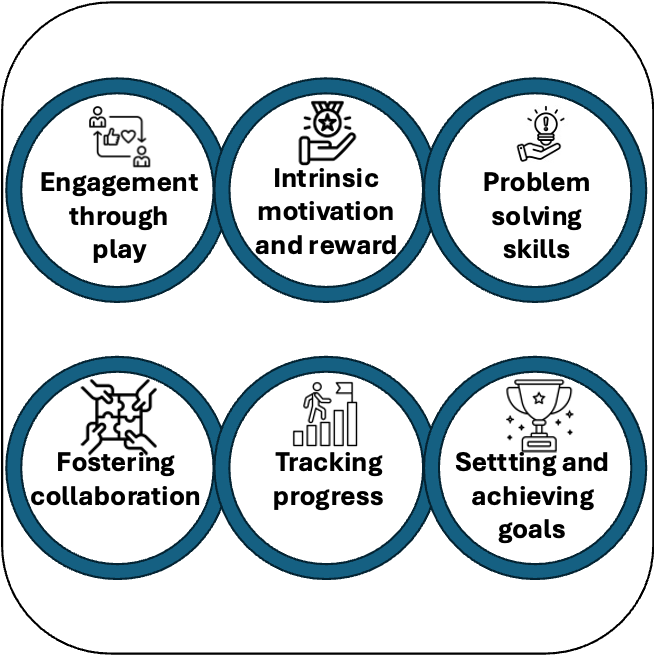 Engagement
through
play
Intrinsic
motivation
and reward
Problem
solving
skills
Fostering
collaboration
Tracking
progress
Settting and
achieving
goals